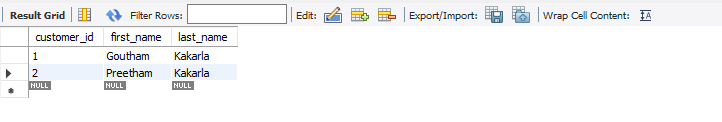 Result Grid Filter Rows: Edit: Export/Import: Wrap Cell Content:
customer_id first_name last_name
1 Goutham Kakarla
2 Preetham Kakarla
NULL NULL NULL